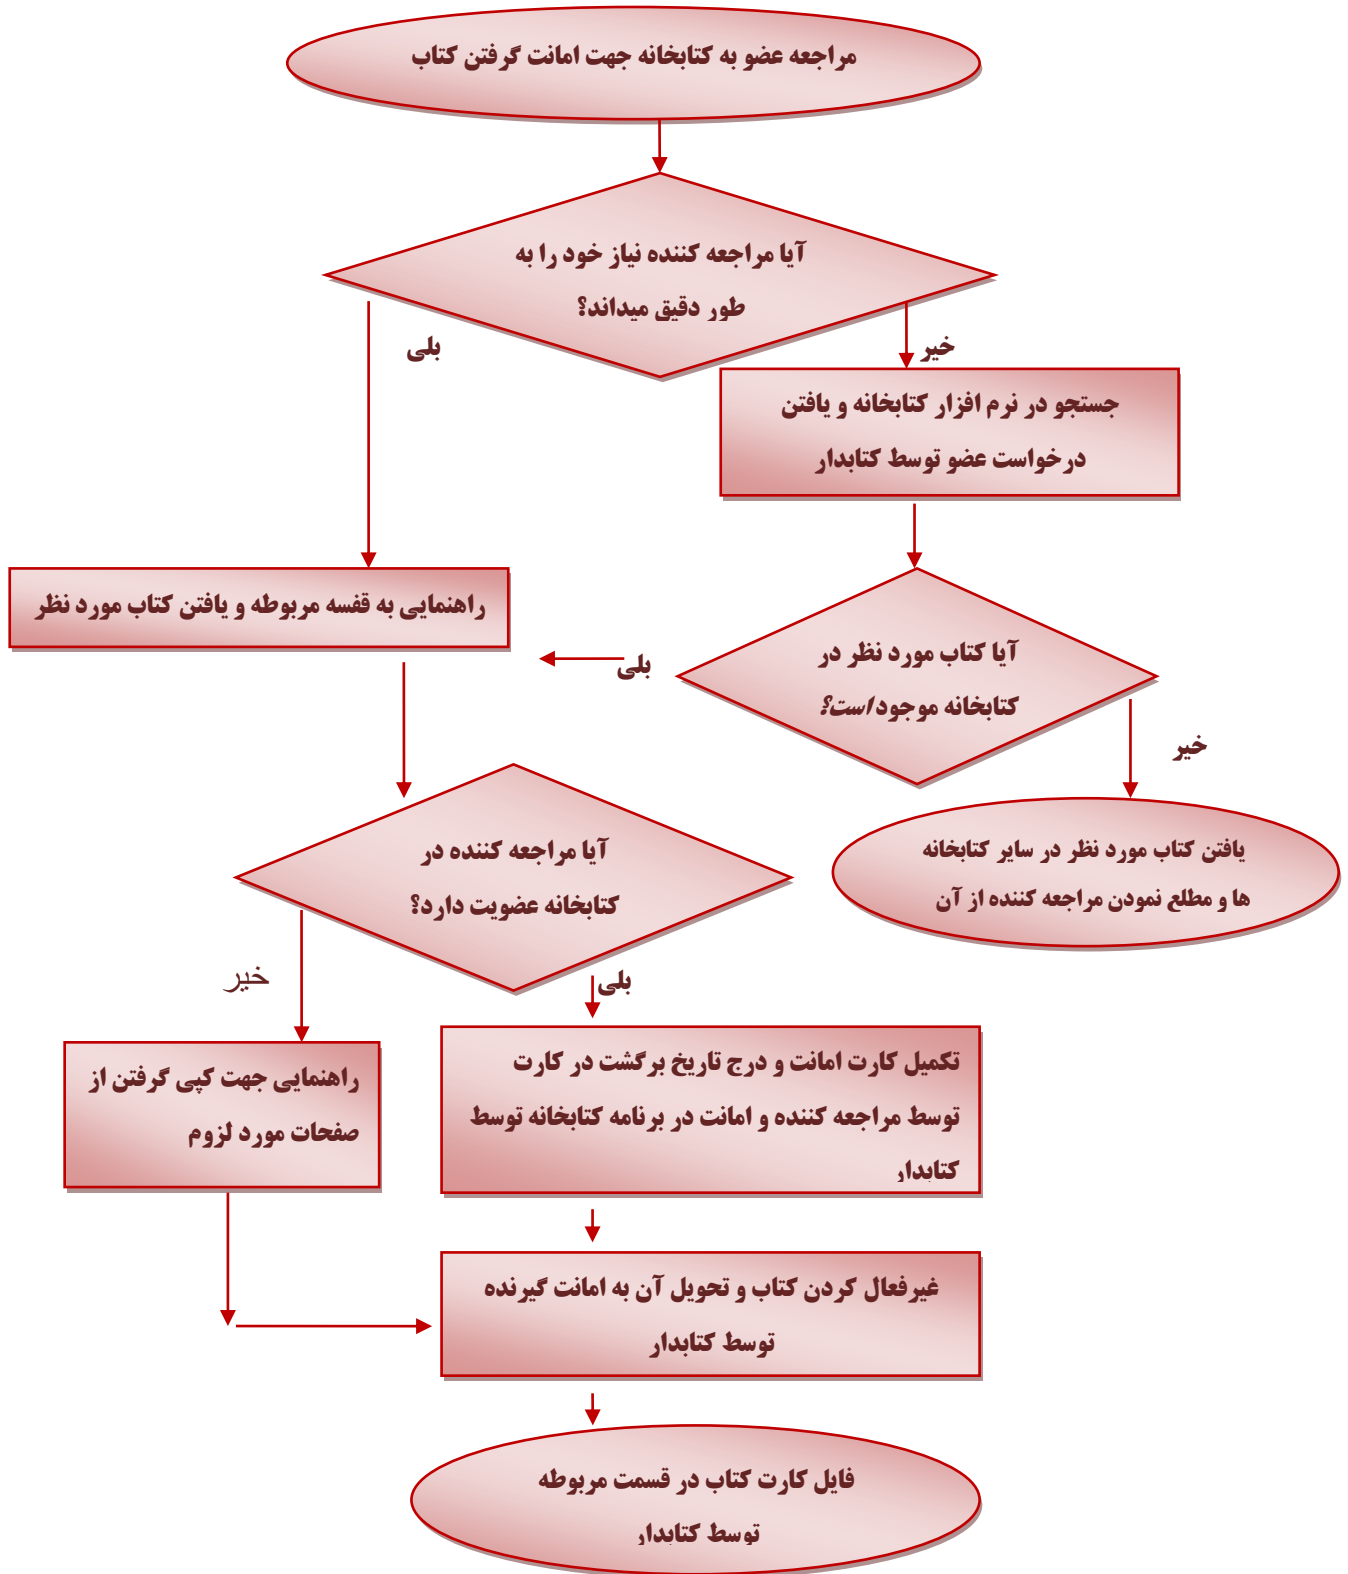 مراجعه عضو به کتابخانه جهت امانت گرفتن کتاب
آیا مراجعه کننده نیاز خود را به
طور دقیق میداند؟
بلی
خیر
جستجو در نرم افزار کتابخانه و یافتن
درخواست عضو توسط کتابدار
راهنمایی به قفسه مربوطه و یافتن کتاب مورد نظر
آیا کتاب مورد نظر در
کتابخانه موجود است؟
بلی
خیر
یافتن کتاب مورد نظر در سایر کتابخانه
ها و مطلع نمودن مراجعه کننده از آن
آیا مراجعه کننده در
کتابخانه عضویت دارد؟
خیر
بلی
راهنمایی جهت کپی گرفتن از
صفحات مورد لزوم
تکمیل کارت امانت و درج تاریخ برگشت در کارت
توسط مراجعه کننده و امانت در برنامه کتابخانه توسط
کتابدار
غیرفعال کردن کتاب و تحویل آن به امانت گیرنده
توسط کتابدار
فایل کارت کتاب در قسمت مربوطه
توسط کتابدار